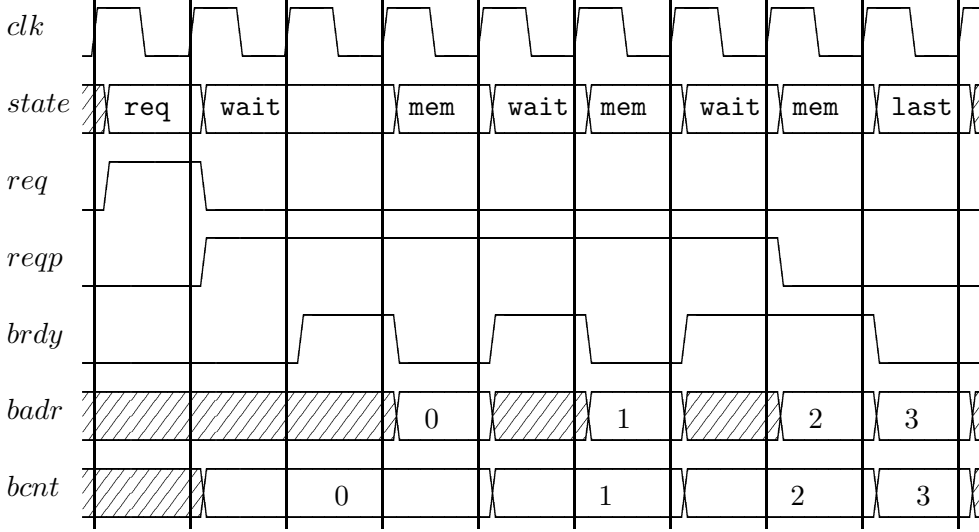 clk
state req wait mem wait mem wait mem last
req
reqp
brdy
badr 0 1 2 3
bcnt 0 1 2 3